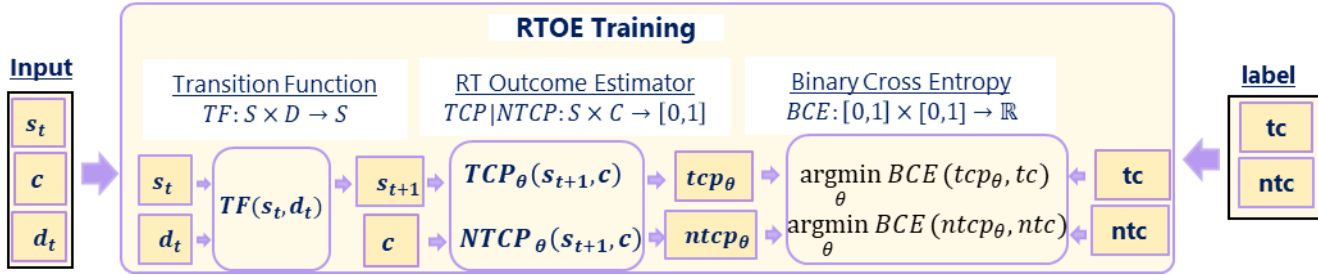 RTOE Training
Input
s_t
c
d_t
Transition Function
TF: S × D → S
RT Outcome Estimator
TCP|NTCP: S × C → [0,1]
Binary Cross Entropy
BCE: [0,1] × [0,1] → ℝ
s_t
d_t
TF(s_t, d_t)
s_{t+1}
c
TCP_θ(s_{t+1}, c)
NTCP_θ(s_{t+1}, c)
tcp_θ
ntcp_θ
argmin_θ BCE (tcp_θ, tc)
argmin_θ BCE (ntcp_θ, ntc)
tc
ntc
label
tc
ntc